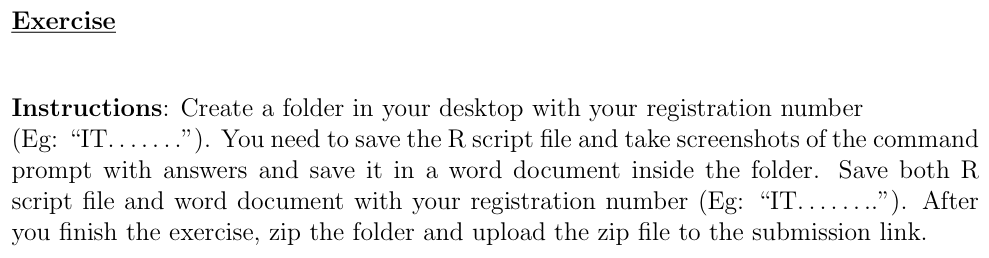 Exercise
Instructions: Create a folder in your desktop with your registration number
(Eg: “IT.......”). You need to save the R script file and take screenshots of the command
prompt with answers and save it in a word document inside the folder. Save both R
script file and word document with your registration number (Eg: “IT........”). After
you finish the exercise, zip the folder and upload the zip file to the submission link.